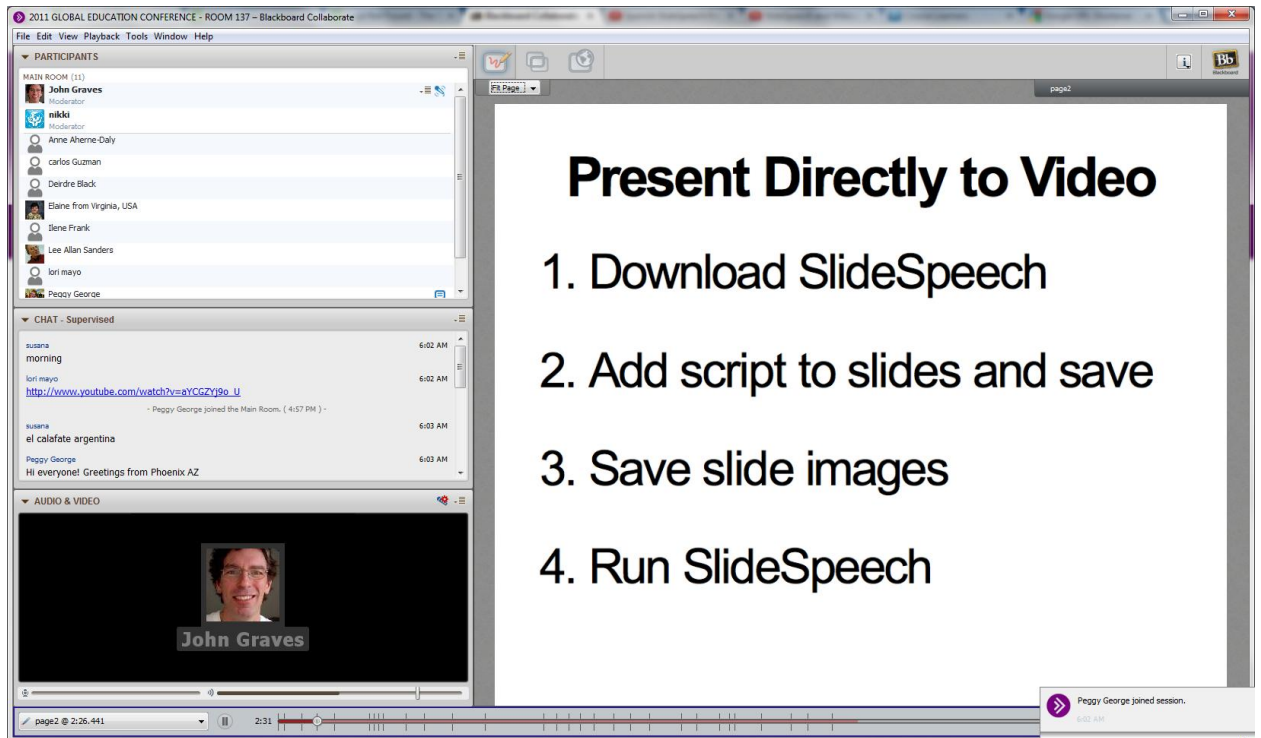 2011 GLOBAL EDUCATION CONFERENCE - ROOM 137 – Blackboard Collaborate
File Edit View Playback Tools Window Help
PARTICIPANTS
MAIN ROOM (11)
John Graves
Moderator
nikki
Moderator
Anne Aherne-Daly
carlos Guzman
Deirdre Black
Elaine from Virginia, USA
Ilene Frank
Lee Allan Sanders
lori mayo
Peggy George
CHAT - Supervised
susana 6:02 AM
morning
lori mayo 6:02 AM
http://www.youtube.com/watch?v=aYCGZYj9o_U
- Peggy George joined the Main Room. ( 4:57 PM ) -
susana 6:03 AM
el calafate argentina
Peggy George 6:03 AM
Hi everyone! Greetings from Phoenix AZ
AUDIO & VIDEO
John Graves
page2 @ 2:26.441
2:31
Fit Page
page2
Bb
Blackboard
Present Directly to Video
1. Download SlideSpeech
2. Add script to slides and save
3. Save slide images
4. Run SlideSpeech
Peggy George joined session.
6:02 AM